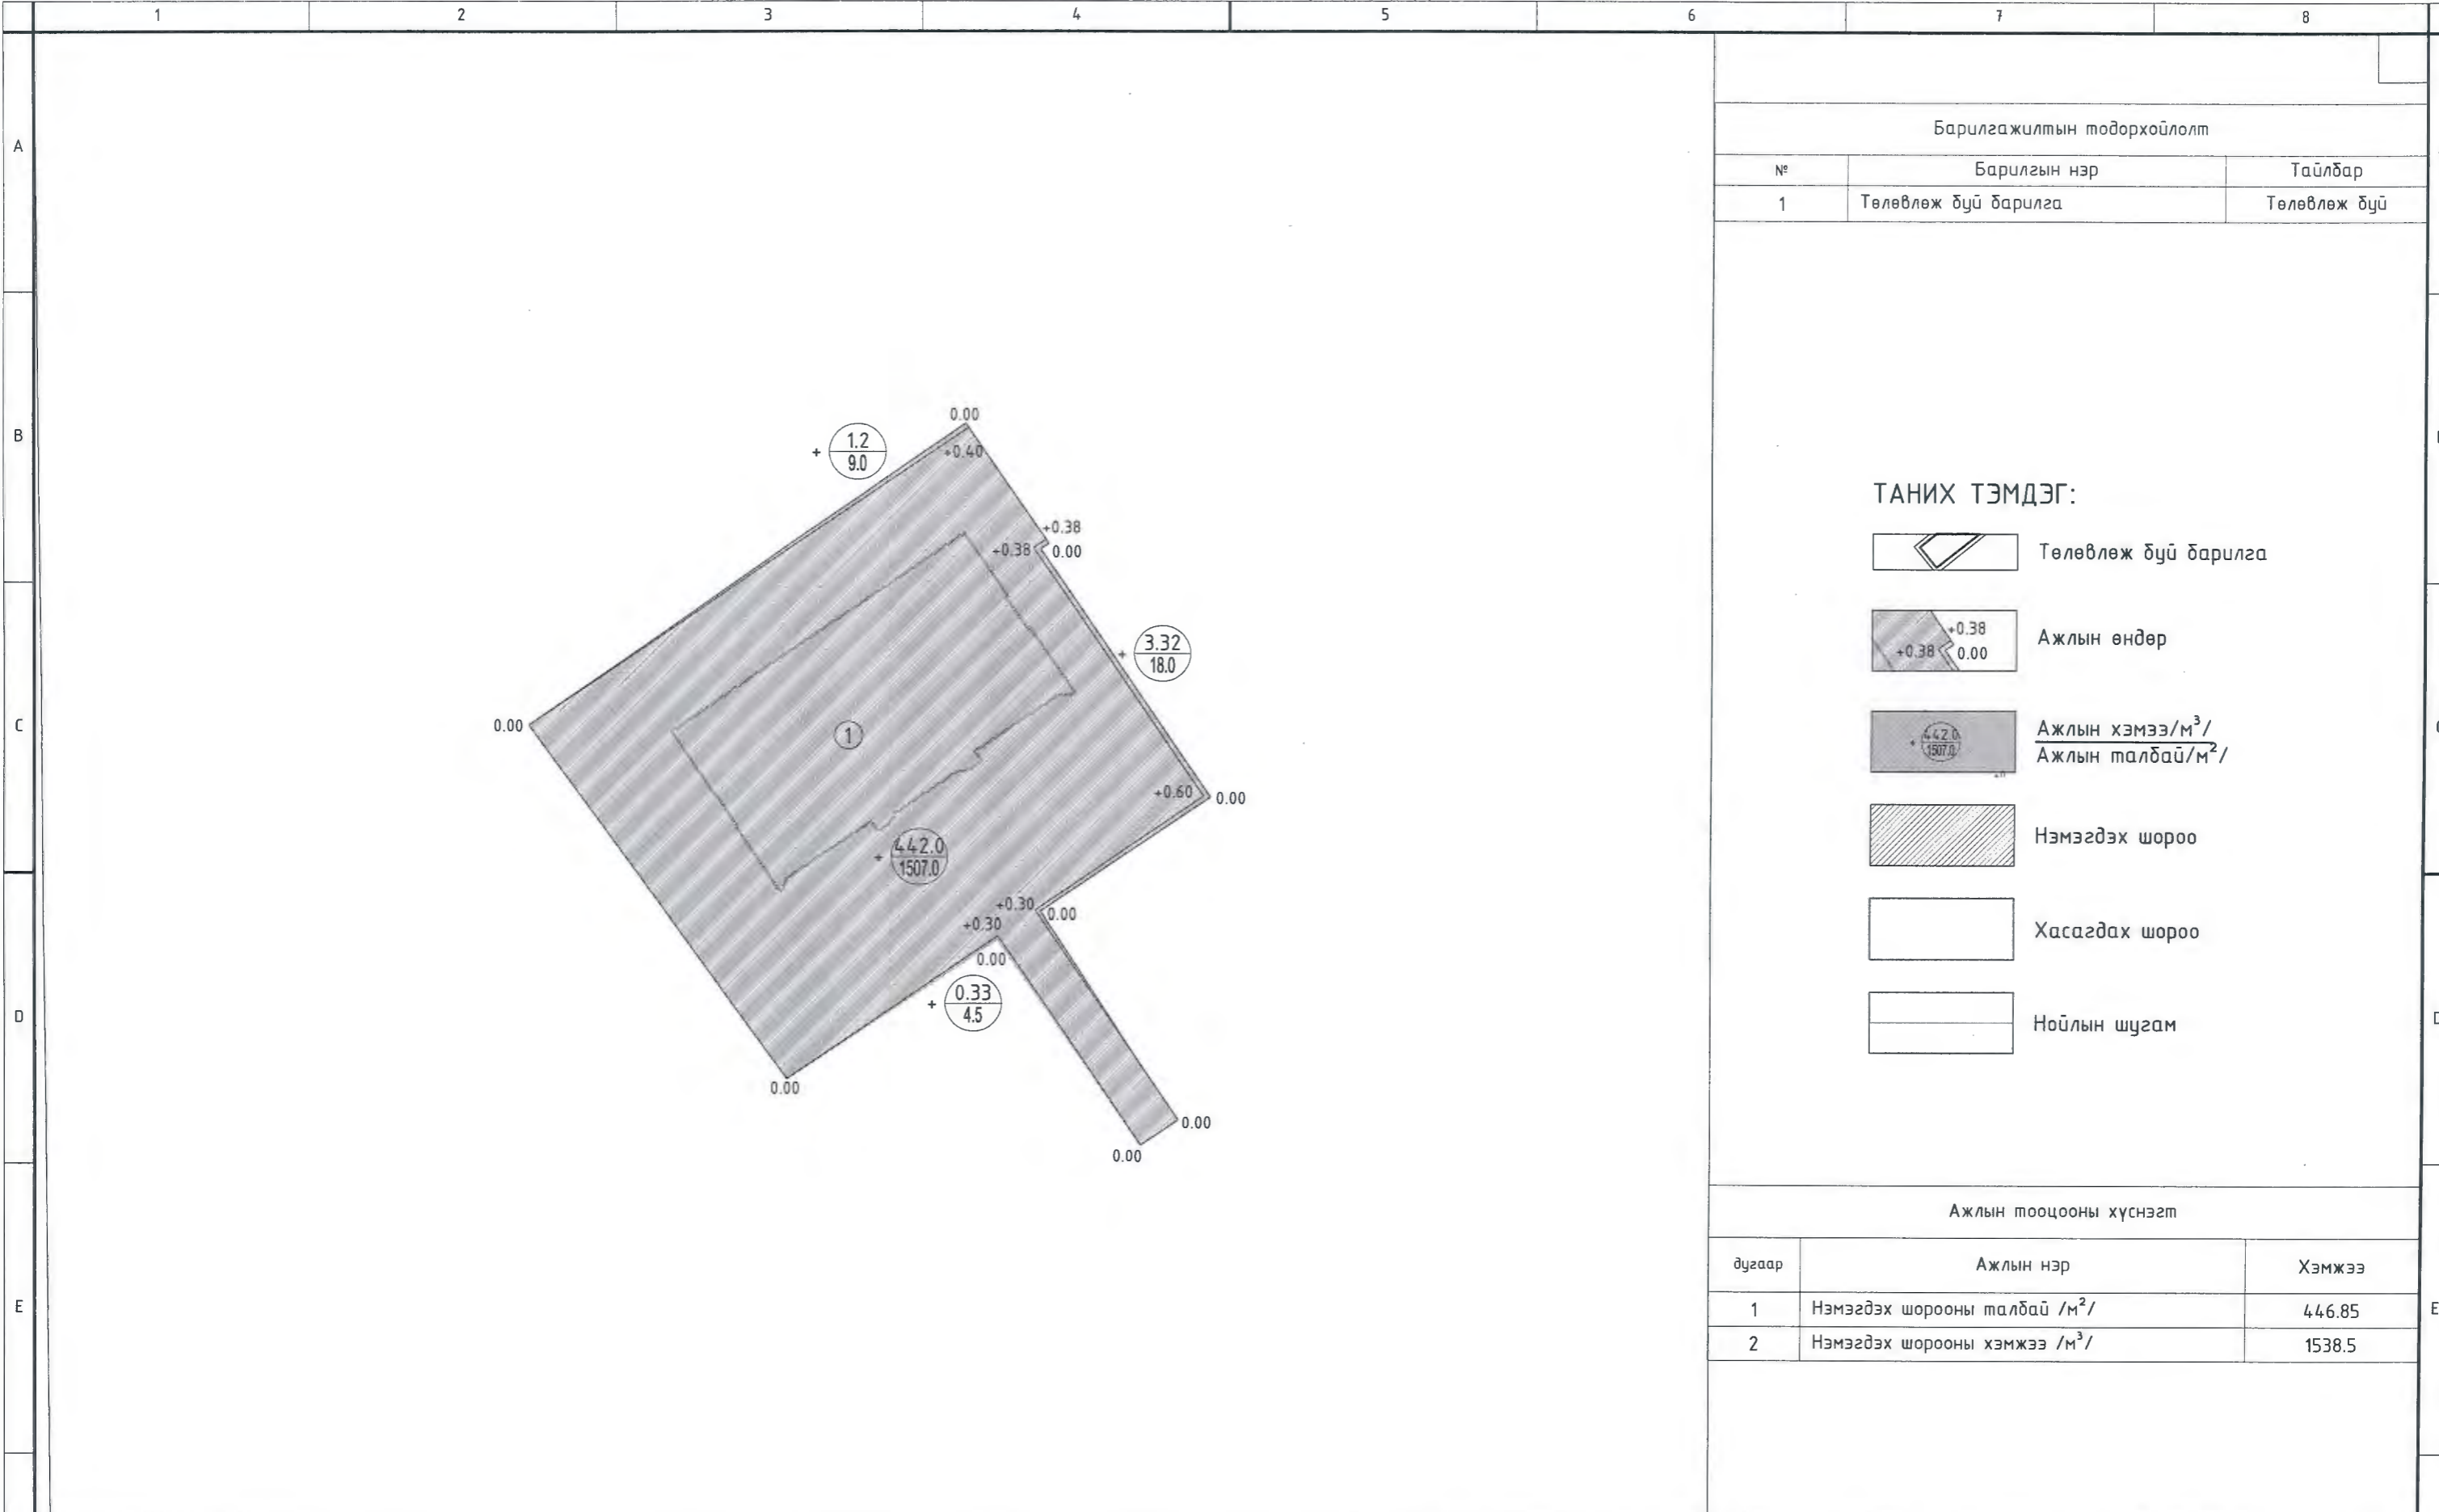 1 2 3 4 5 6 7 8
A
B
C
D
E
Барилгажилтын тодорхойлолт
№ Барилгын нэр Тайлбар
1 Төлөвлөж буй барилга Төлөвлөж буй
0.00
+ 1.2
9.0
+0.40
+0.38
+0.38 0.00
+ 3.32
18.0
0.00
1
+0.60 0.00
+ 442.0
1507.0
+0.30 0.00
+0.30
0.00
+ 0.33
4.5
0.00
0.00
0.00
ТАНИХ ТЭМДЭГ:
Төлөвлөж буй барилга
+0.38
+0.38 0.00
Ажлын өндөр
+ 442.0
1507.0
Ажлын хэмээ/м³/
Ажлын талбай/м²/
Нэмэгдэх шороо
Хасагдах шороо
Нойлын шугам
Ажлын тооцооны хүснэгт
дугаар Ажлын нэр Хэмжээ
1 Нэмэгдэх шорооны талбай /м²/ 446.85
2 Нэмэгдэх шорооны хэмжээ /м³/ 1538.5
E